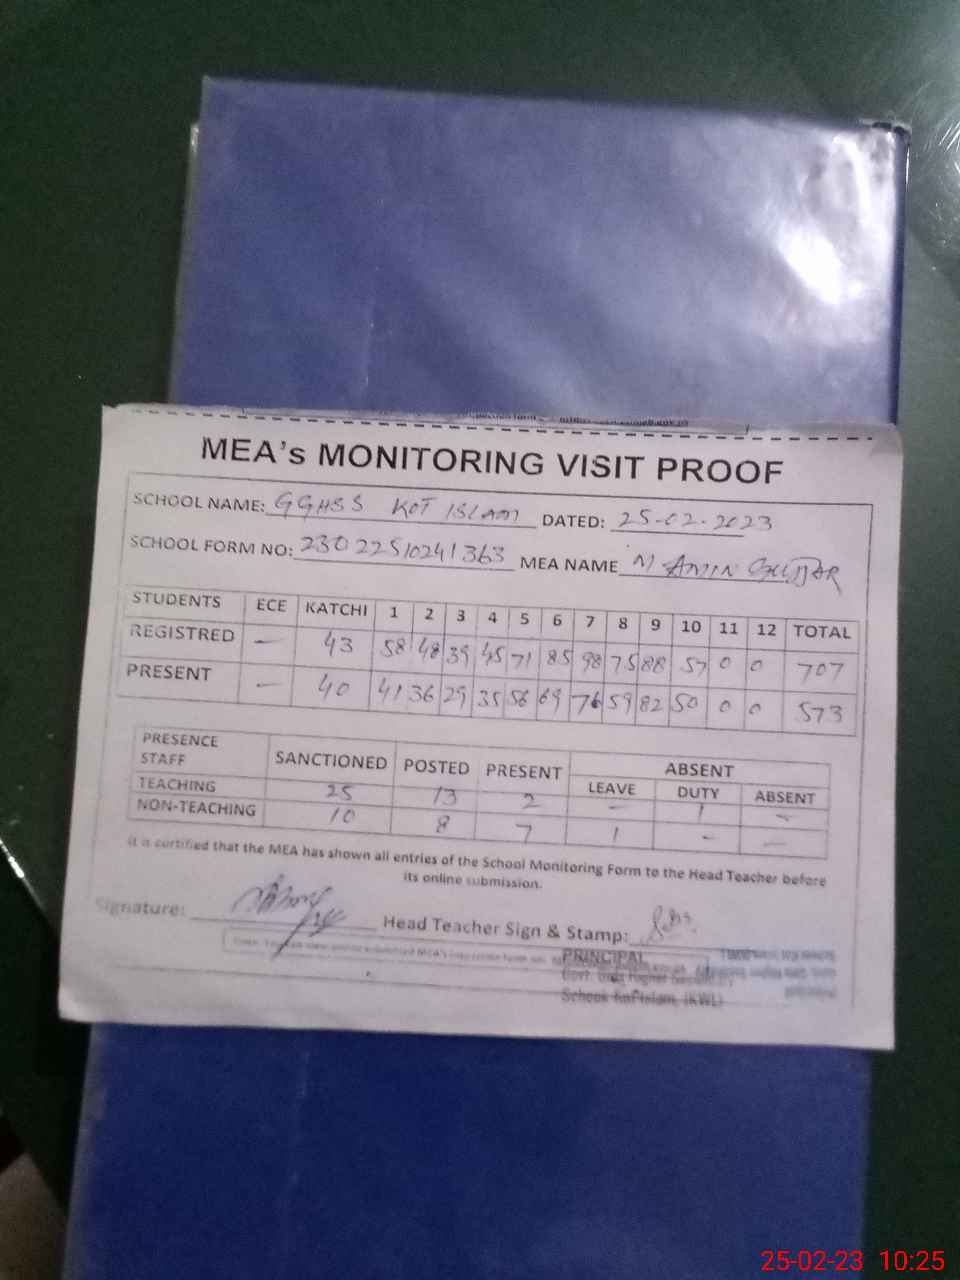 MEA's MONITORING VISIT PROOF
SCHOOL NAME: GGHSS KOT ISLAM DATED: 25-02-2023
SCHOOL FORM NO: 23022510241363 MEA NAME M AMIN GUJJAR
STUDENTS ECE KATCHI 1 2 3 4 5 6 7 8 9 10 11 12 TOTAL
REGISTRED — 43 58 48 39 45 71 85 98 75 88 57 0 0 707
PRESENT — 40 41 36 29 35 56 69 76 59 82 50 0 0 573
PRESENCE STAFF SANCTIONED POSTED PRESENT ABSENT
LEAVE DUTY ABSENT
TEACHING 25 13 2 – 1 –
NON-TEACHING 10 8 7 1 – –
It is certified that the MEA has shown all entries of the School Monitoring Form to the Head Teacher before
its online submission.
Signature: Head Teacher Sign & Stamp:
PRINCIPAL
Govt. Girls Higher Secondary
School Kot Islam, (KWL)
25-02-23 10:25